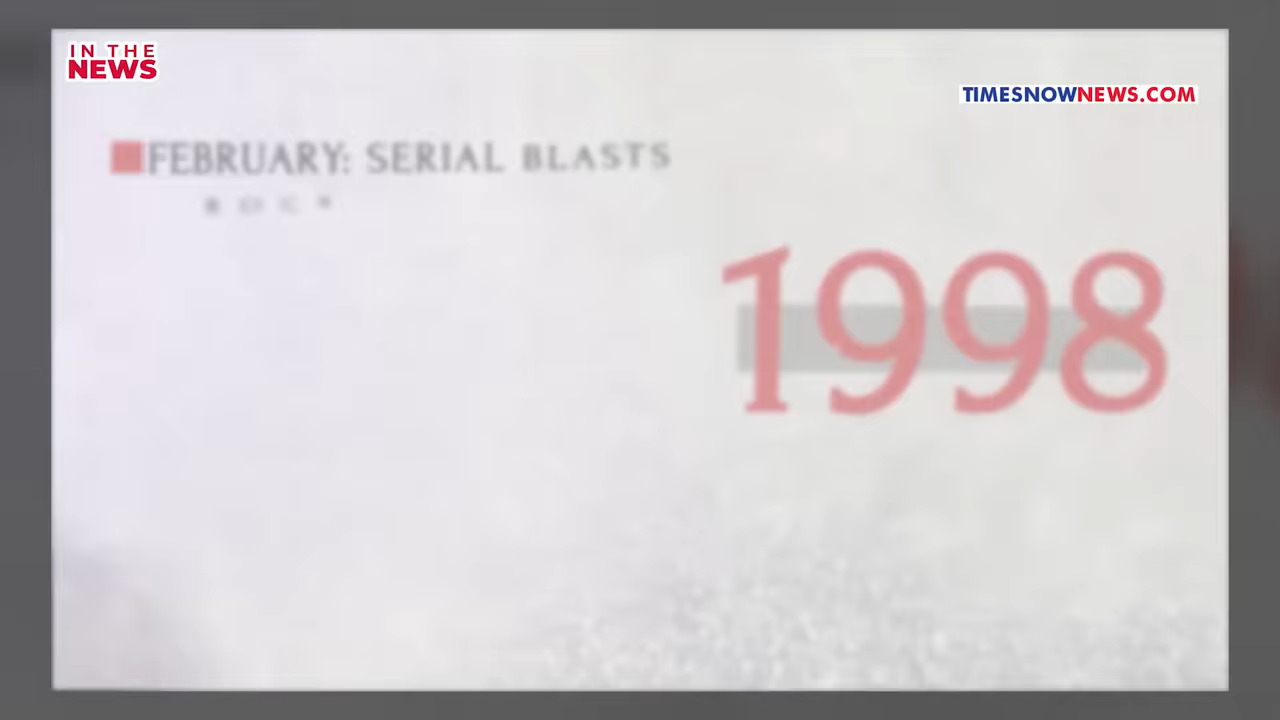 IN THE
NEWS
TIMESNOWNEWS.COM
FEBRUARY: SERIAL BLASTS
1998